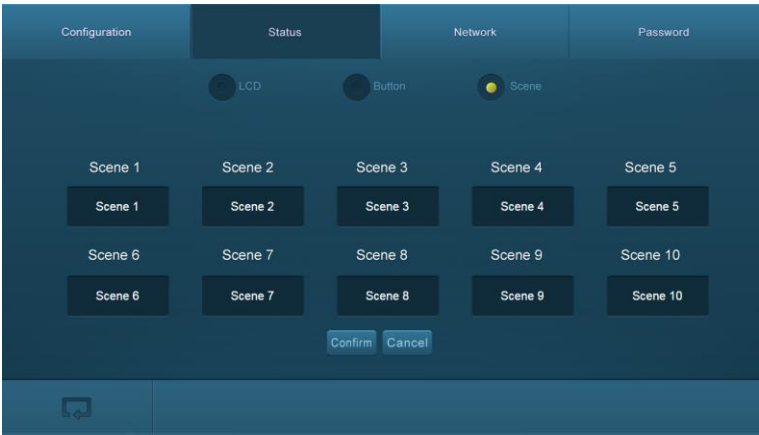 Configuration Status Network Password
LCD Button Scene
Scene 1 Scene 2 Scene 3 Scene 4 Scene 5
Scene 1 Scene 2 Scene 3 Scene 4 Scene 5
Scene 6 Scene 7 Scene 8 Scene 9 Scene 10
Scene 6 Scene 7 Scene 8 Scene 9 Scene 10
Confirm Cancel